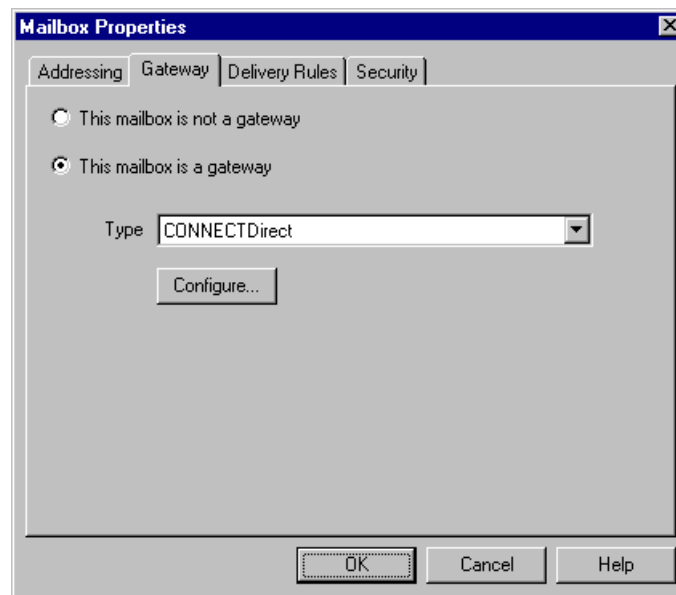 Mailbox Properties
Addressing Gateway Delivery Rules Security
This mailbox is not a gateway
This mailbox is a gateway
Type CONNECTDirect
Configure...
OK Cancel Help